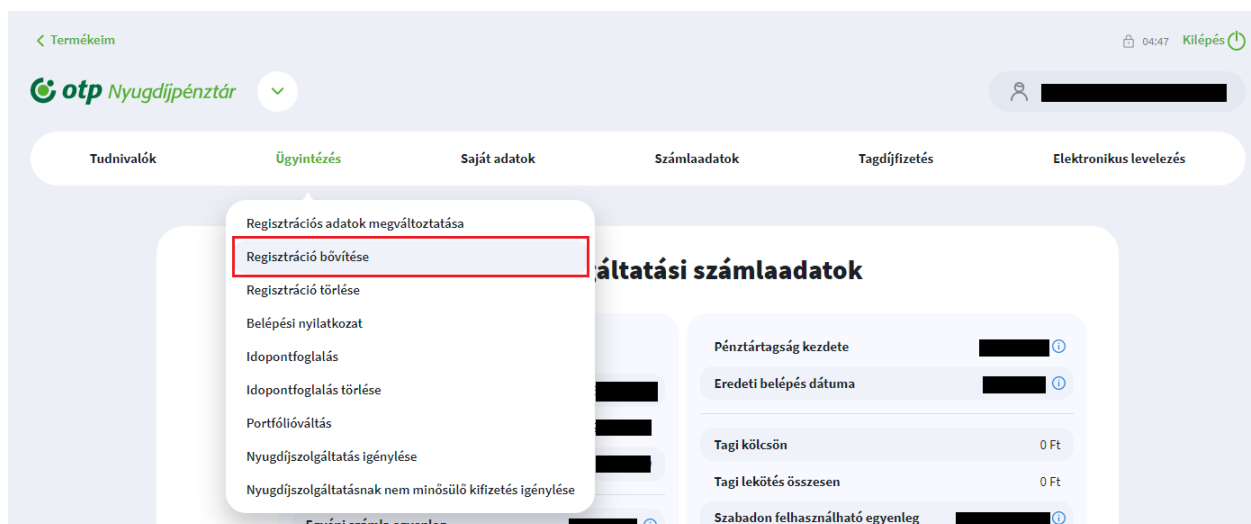 Termékeim
04:47 Kilépés
otp Nyugdíjpénztár
Tudnivalók Ügyintézés Saját adatok Számlaadatok Tagdíjfizetés Elektronikus levelezés
Regisztrációs adatok megváltoztatása
Regisztráció bővítése
Regisztráció törlése
Belépési nyilatkozat
Idopontfoglalás
Idopontfoglalás törlése
Portfólióváltás
Nyugdíjszolgáltatás igénylése
Nyugdíjszolgáltatásnak nem minősülő kifizetés igénylése
áltatási számlaadatok
Pénztártagság kezdete
Eredeti belépés dátuma
Tagi kölcsön 0 Ft
Tagi lekötés összesen 0 Ft
Szabadon felhasználható egyenleg